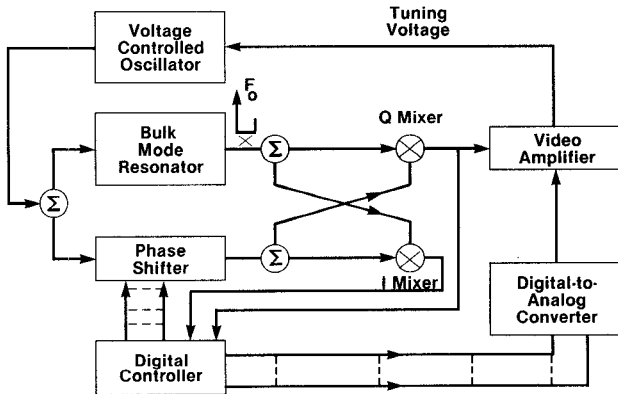 Tuning
Voltage
Voltage
Controlled
Oscillator
Fo
Q Mixer
Bulk
Mode
Resonator
Σ
Video
Amplifier
Σ
Phase
Shifter
Σ
I Mixer
Digital-to-
Analog
Converter
Digital
Controller